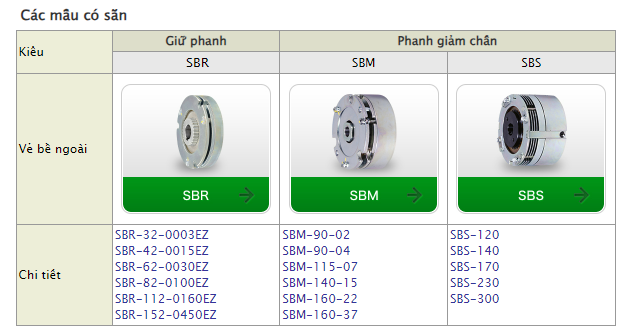 Các mẫu có sẵn
Kiểu
Giữ phanh
Phanh giảm chấn
SBR
SBM
SBS
Vẻ bề ngoài
SBR
SBM
SBS
Chi tiết
SBR-32-0003EZ
SBR-42-0015EZ
SBR-62-0030EZ
SBR-82-0100EZ
SBR-112-0160EZ
SBR-152-0450EZ
SBM-90-02
SBM-90-04
SBM-115-07
SBM-140-15
SBM-160-22
SBM-160-37
SBS-120
SBS-140
SBS-170
SBS-230
SBS-300